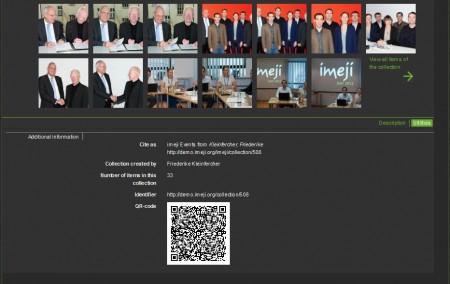 imeji
imeji
View all items of
the collection
Description
Utilities
Additional Information
Cite as
imeji Events from Kleinfercher, Friederike
http://demo.imeji.org/imeji/collection/508
Collection created by
Friederike Kleinfercher
Number of items in this
collection
33
Identifier
http://demo.imeji.org/collection/508
QR-code